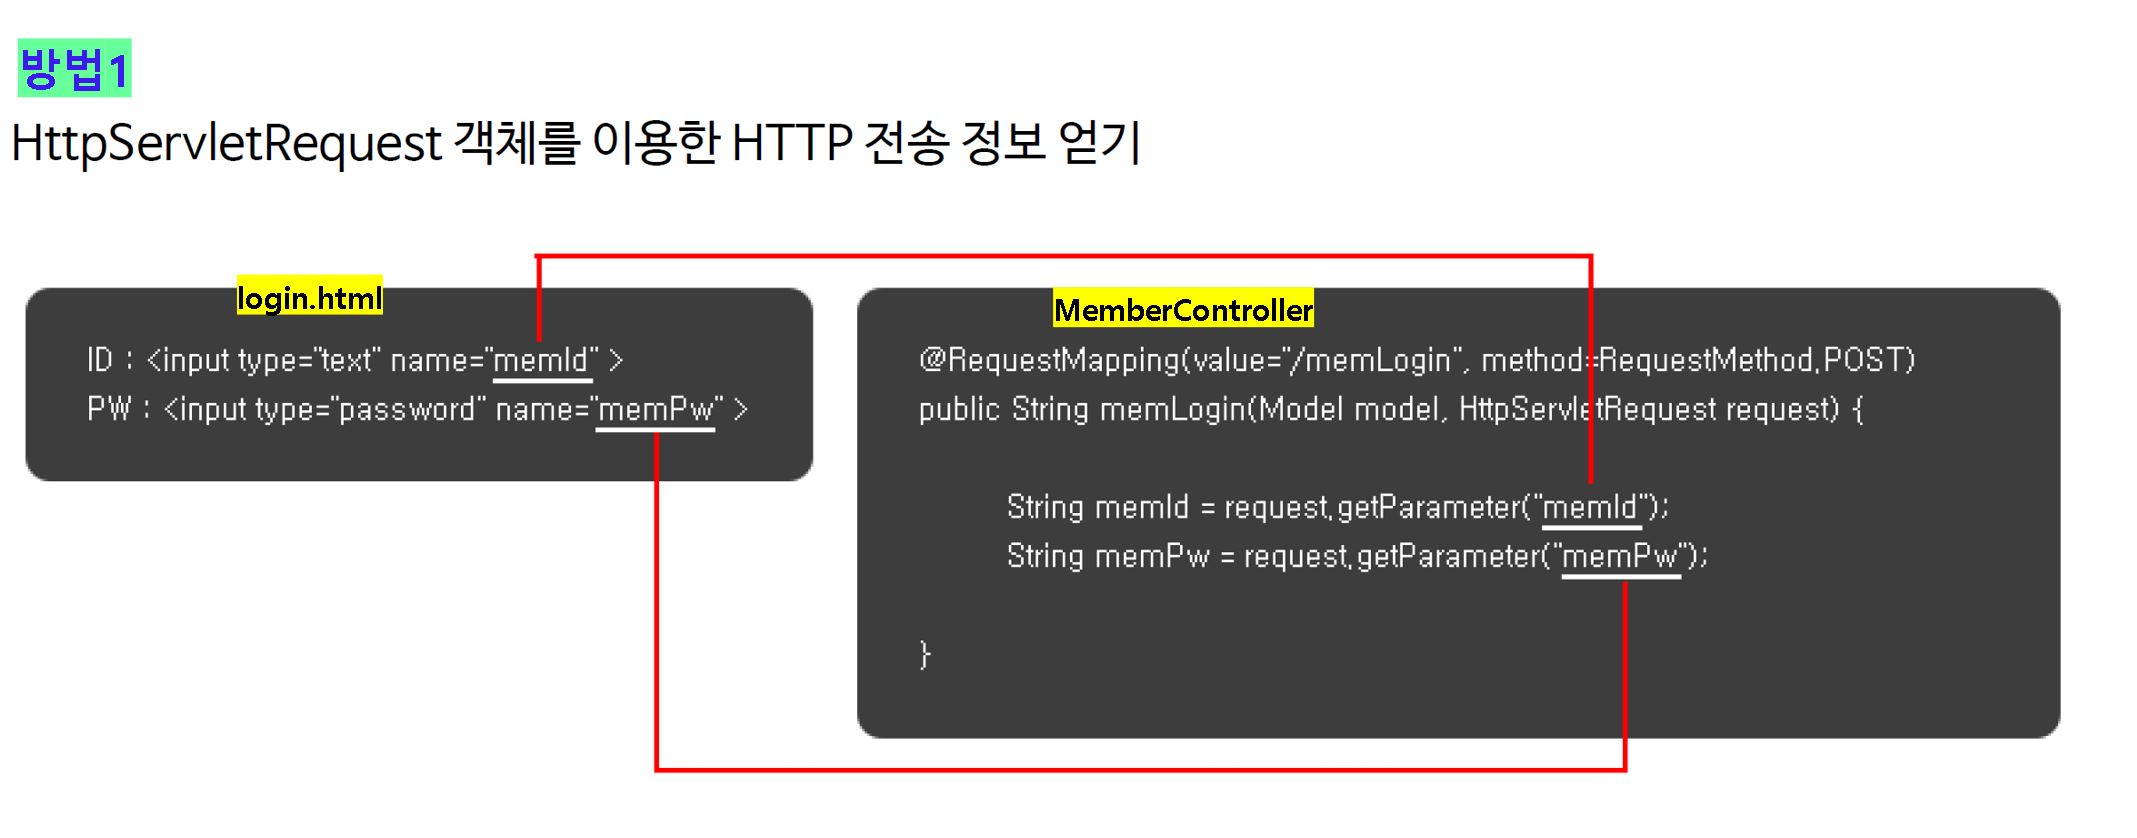 방법1
HttpServletRequest 객체를 이용한 HTTP 전송 정보 얻기
login.html
ID : <input type="text" name="memId" >
PW : <input type="password" name="memPw" >
MemberController
@RequestMapping(value="/memLogin", method=RequestMethod.POST)
public String memLogin(Model model, HttpServletRequest request) {
String memId = request.getParameter("memId");
String memPw = request.getParameter("memPw");
}